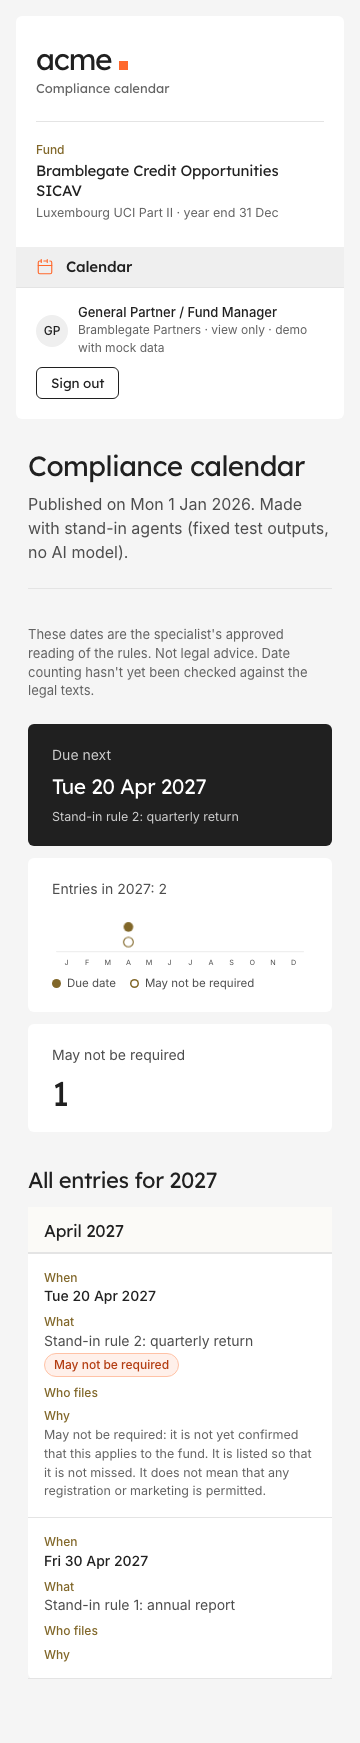 acme
Compliance calendar
Fund
Bramblegate Credit Opportunities
SICAV
Luxembourg UCI Part II · year end 31 Dec
Calendar
GP
General Partner / Fund Manager
Bramblegate Partners · view only · demo
with mock data
Sign out
Compliance calendar
Published on Mon 1 Jan 2026. Made
with stand-in agents (fixed test outputs,
no AI model).
These dates are the specialist's approved
reading of the rules. Not legal advice. Date
counting hasn't yet been checked against the
legal texts.
Due next
Tue 20 Apr 2027
Stand-in rule 2: quarterly return
Entries in 2027: 2
J F M A M J J A S O N D
Due date May not be required
May not be required
1
All entries for 2027
April 2027
When
Tue 20 Apr 2027
What
Stand-in rule 2: quarterly return
May not be required
Who files
Why
May not be required: it is not yet confirmed
that this applies to the fund. It is listed so that
it is not missed. It does not mean that any
registration or marketing is permitted.
When
Fri 30 Apr 2027
What
Stand-in rule 1: annual report
Who files
Why